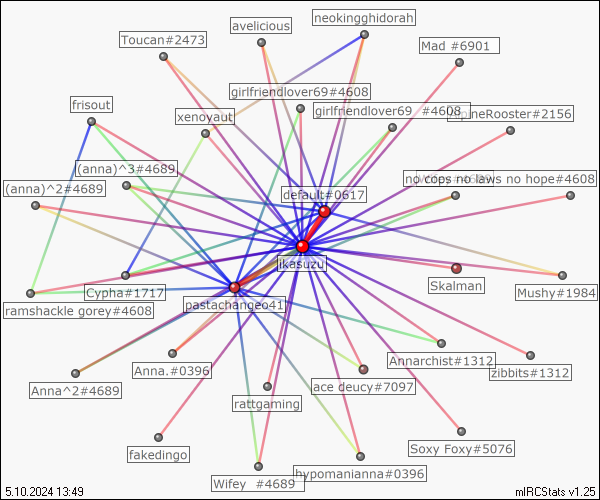 neokingghidorah
avelicious
Toucan#2473
Mad #6901
girlfriendlover69#4608
frisout
xenoyaut
girlfriendlover69 #4608
nneRooster#2156
(anna)^3#4689
(anna)^2#4689
default#0617
no cops no laws no hope#4608
jkasuzu
Skalman
Cypha#1717
Mushy#1984
pastachangeo41
ramshackle gorey#4608
Annarchist#1312
Anna.#0396
zibbits#1312
Anna^2#4689
ace deucy#7097
rattgaming
fakedingo
Soxy Foxy#5076
hypomanianna#0396
Wifey #4689
5.10.2024 13:49
mIRCStats v1.25